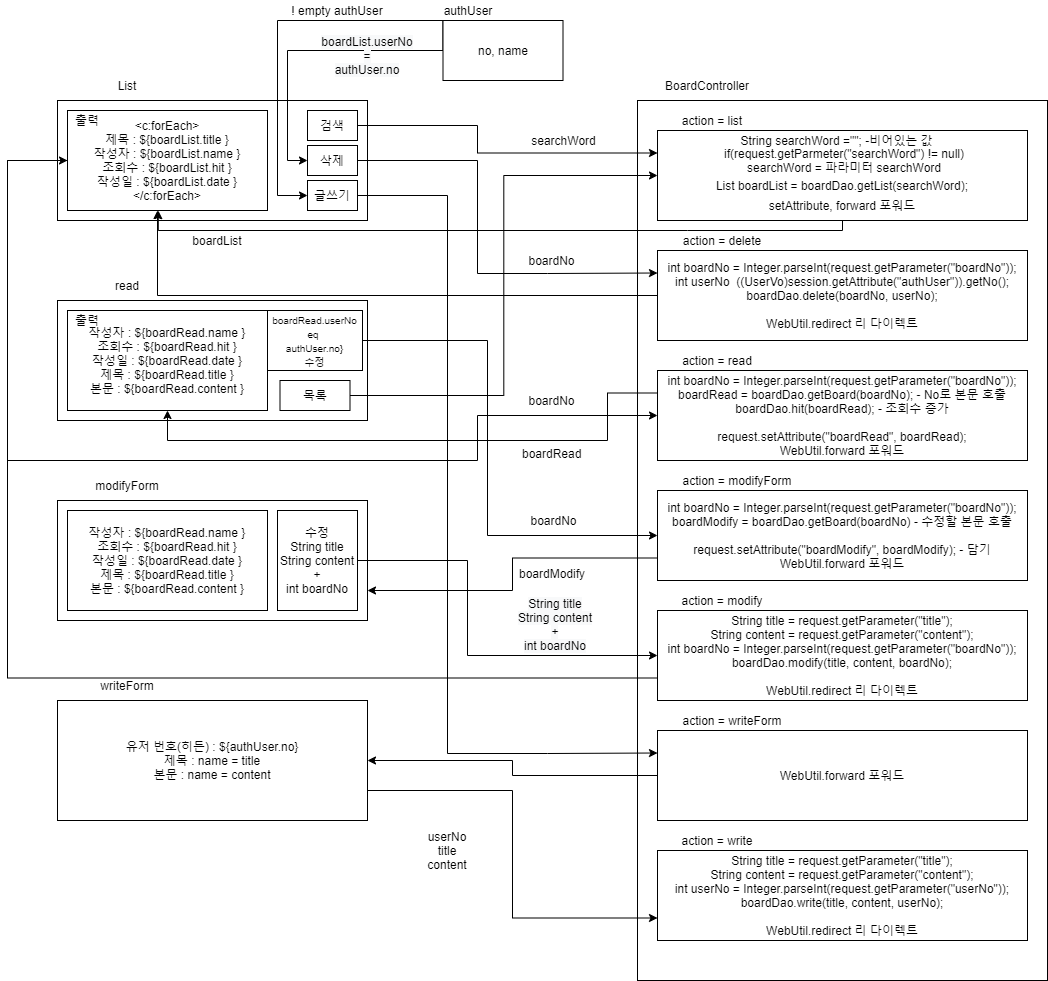 ! empty authUser
authUser
boardList.userNo
=
authUser.no
no, name
List
출력
<c:forEach>
제목 : ${boardList.title }
작성자 : ${boardList.name }
조회수 : ${boardList.hit }
작성일 : ${boardList.date }
</c:forEach>
검색
삭제
글쓰기
searchWord
boardList
boardNo
read
출력
작성자 : ${boardRead.name }
조회수 : ${boardRead.hit }
작성일 : ${boardRead.date }
제목 : ${boardRead.title }
본문 : ${boardRead.content }
boardRead.userNo
eq
authUser.no}
수정
목록
boardNo
boardRead
modifyForm
작성자 : ${boardRead.name }
조회수 : ${boardRead.hit }
작성일 : ${boardRead.date }
제목 : ${boardRead.title }
본문 : ${boardRead.content }
수정
String title
String content
+
int boardNo
boardNo
boardModify
String title
String content
+
int boardNo
writeForm
유저 번호(히든) : ${authUser.no}
제목 : name = title
본문 : name = content
userNo
title
content
BoardController
action = list
String searchWord =""; -비어있는 값
if(request.getParmeter("searchWord") != null)
searchWord = 파라미터 searchWord
List boardList = boardDao.getList(searchWord);
setAttribute, forward 포워드
action = delete
int boardNo = Integer.parseInt(request.getParameter("boardNo"));
int userNo  ((UserVo)session.getAttribute("authUser")).getNo();
boardDao.delete(boardNo, userNo);
WebUtil.redirect 리 다이렉트
action = read
int boardNo = Integer.parseInt(request.getParameter("boardNo"));
boardRead = boardDao.getBoard(boardNo); - No로 본문 호출
boardDao.hit(boardRead); - 조회수 증가
request.setAttribute("boardRead", boardRead);
WebUtil.forward 포워드
action = modifyForm
int boardNo = Integer.parseInt(request.getParameter("boardNo"));
boardModify = boardDao.getBoard(boardNo) - 수정할 본문 호출
request.setAttribute("boardModify", boardModify); - 담기
WebUtil.forward 포워드
action = modify
String title = request.getParameter("title");
String content = request.getParameter("content");
int boardNo = Integer.parseInt(request.getParameter("boardNo"));
boardDao.modify(title, content, boardNo);
WebUtil.redirect 리 다이렉트
action = writeForm
WebUtil.forward 포워드
action = write
String title = request.getParameter("title");
String content = request.getParameter("content");
int userNo = Integer.parseInt(request.getParameter("userNo"));
boardDao.write(title, content, userNo);
WebUtil.redirect 리 다이렉트